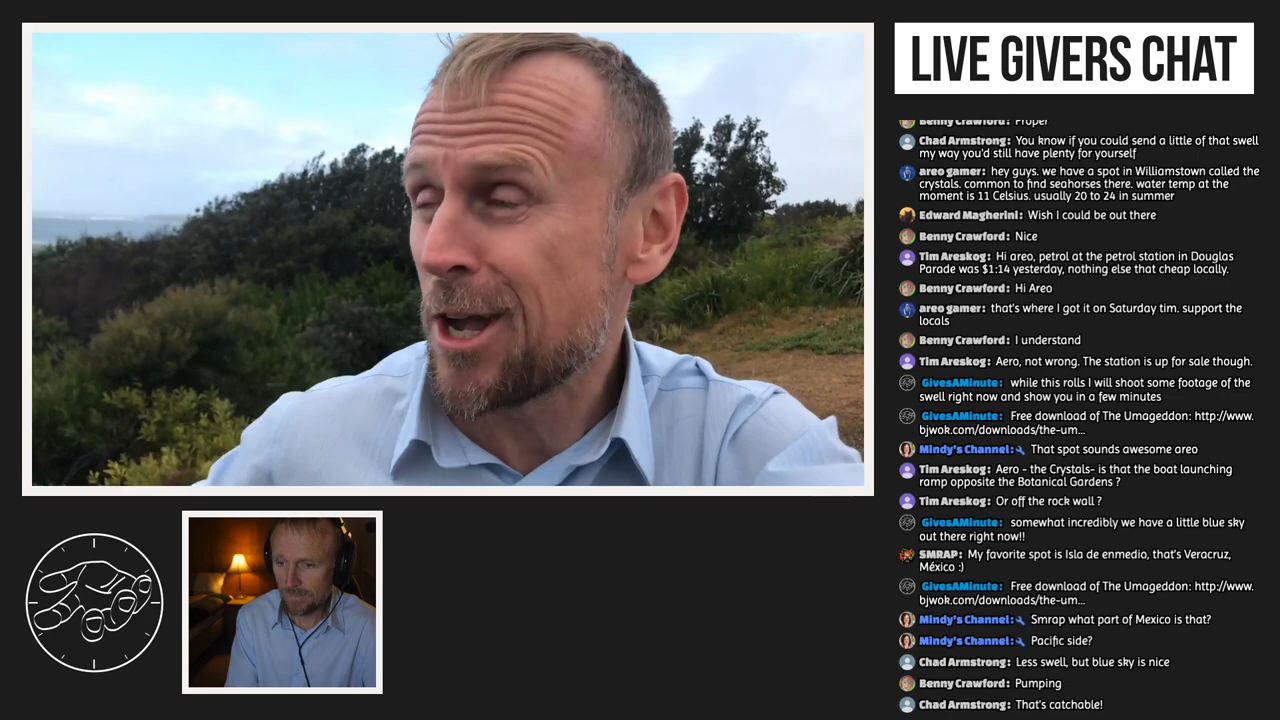 LIVE GIVERS CHAT
Benny Crawford: Proper
Chad Armstrong: You know if you could send a little of that swell
my way you'd still have plenty for yourself
areo gamer: hey guys. we have a spot in Williamstown called the
crystals. common to find seahorses there. water temp at the
moment is 11 Celsius. usually 20 to 24 in summer
Edward Magherini: Wish I could be out there
Benny Crawford: Nice
Tim Areskog: Hi areo, petrol at the petrol station in Douglas
Parade was $1:14 yesterday, nothing else that cheap locally.
Benny Crawford: Hi Areo
areo gamer: that's where I got it on Saturday tim. support the
locals
Benny Crawford: I understand
Tim Areskog: Aero, not wrong. The station is up for sale though.
GivesAMinute: while this rolls I will shoot some footage of the
swell right now and show you in a few minutes
GivesAMinute: Free download of The Umageddon: http://www.
bjwok.com/downloads/the-um...
Mindy's Channel: That spot sounds awesome areo
Tim Areskog: Aero - the Crystals- is that the boat launching
ramp opposite the Botanical Gardens ?
Tim Areskog: Or off the rock wall ?
GivesAMinute: somewhat incredibly we have a little blue sky
out there right now!!
SMRAP: My favorite spot is Isla de enmedio, that's Veracruz,
México :)
GivesAMinute: Free download of The Umageddon: http://www.
bjwok.com/downloads/the-um...
Mindy's Channel: Smrap what part of Mexico is that?
Mindy's Channel: Pacific side?
Chad Armstrong: Less swell, but blue sky is nice
Benny Crawford: Pumping
Chad Armstrong: That's catchable!